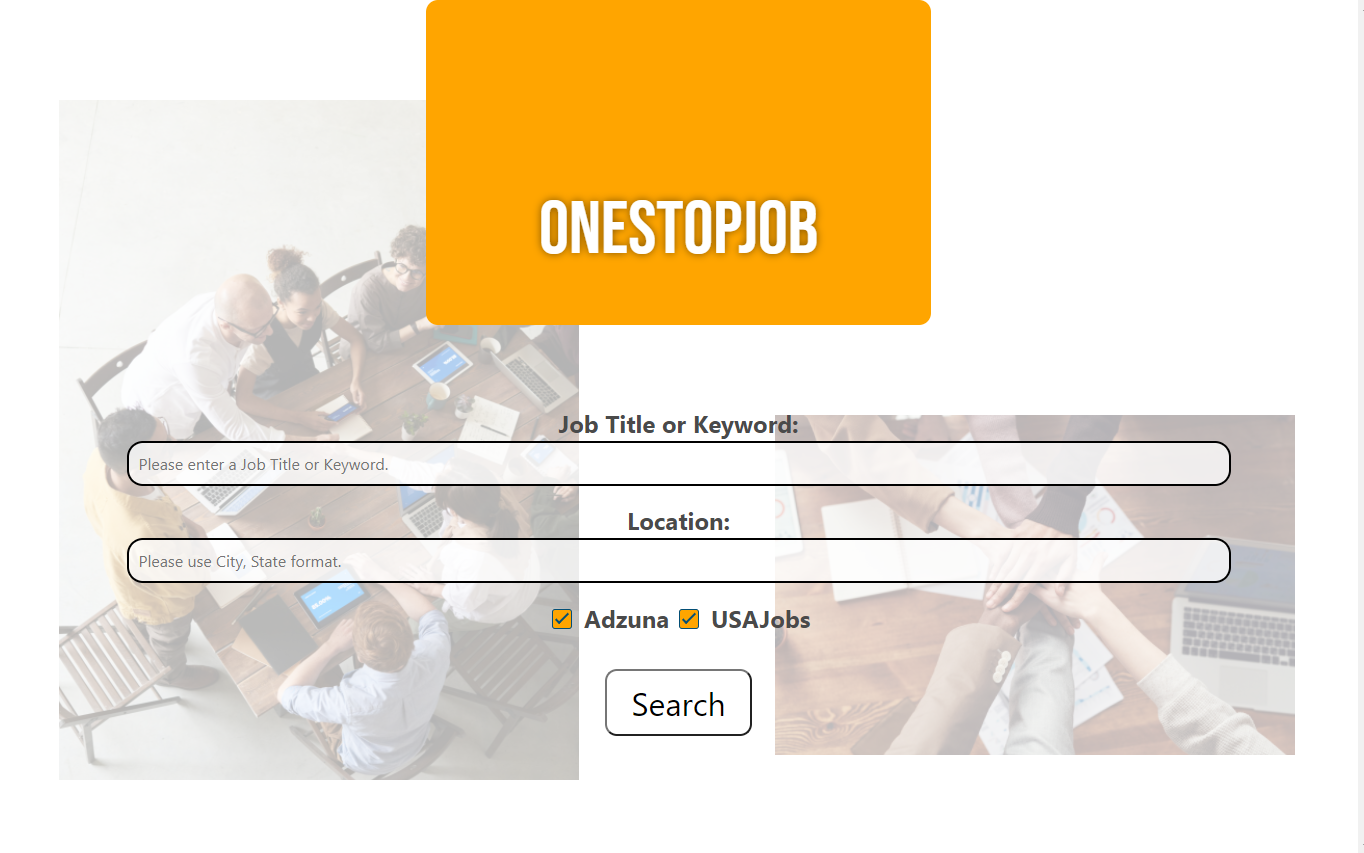 ONESTOPJOB
Job Title or Keyword:
Please enter a Job Title or Keyword.
Location:
Please use City, State format.
Adzuna USAJobs
Search